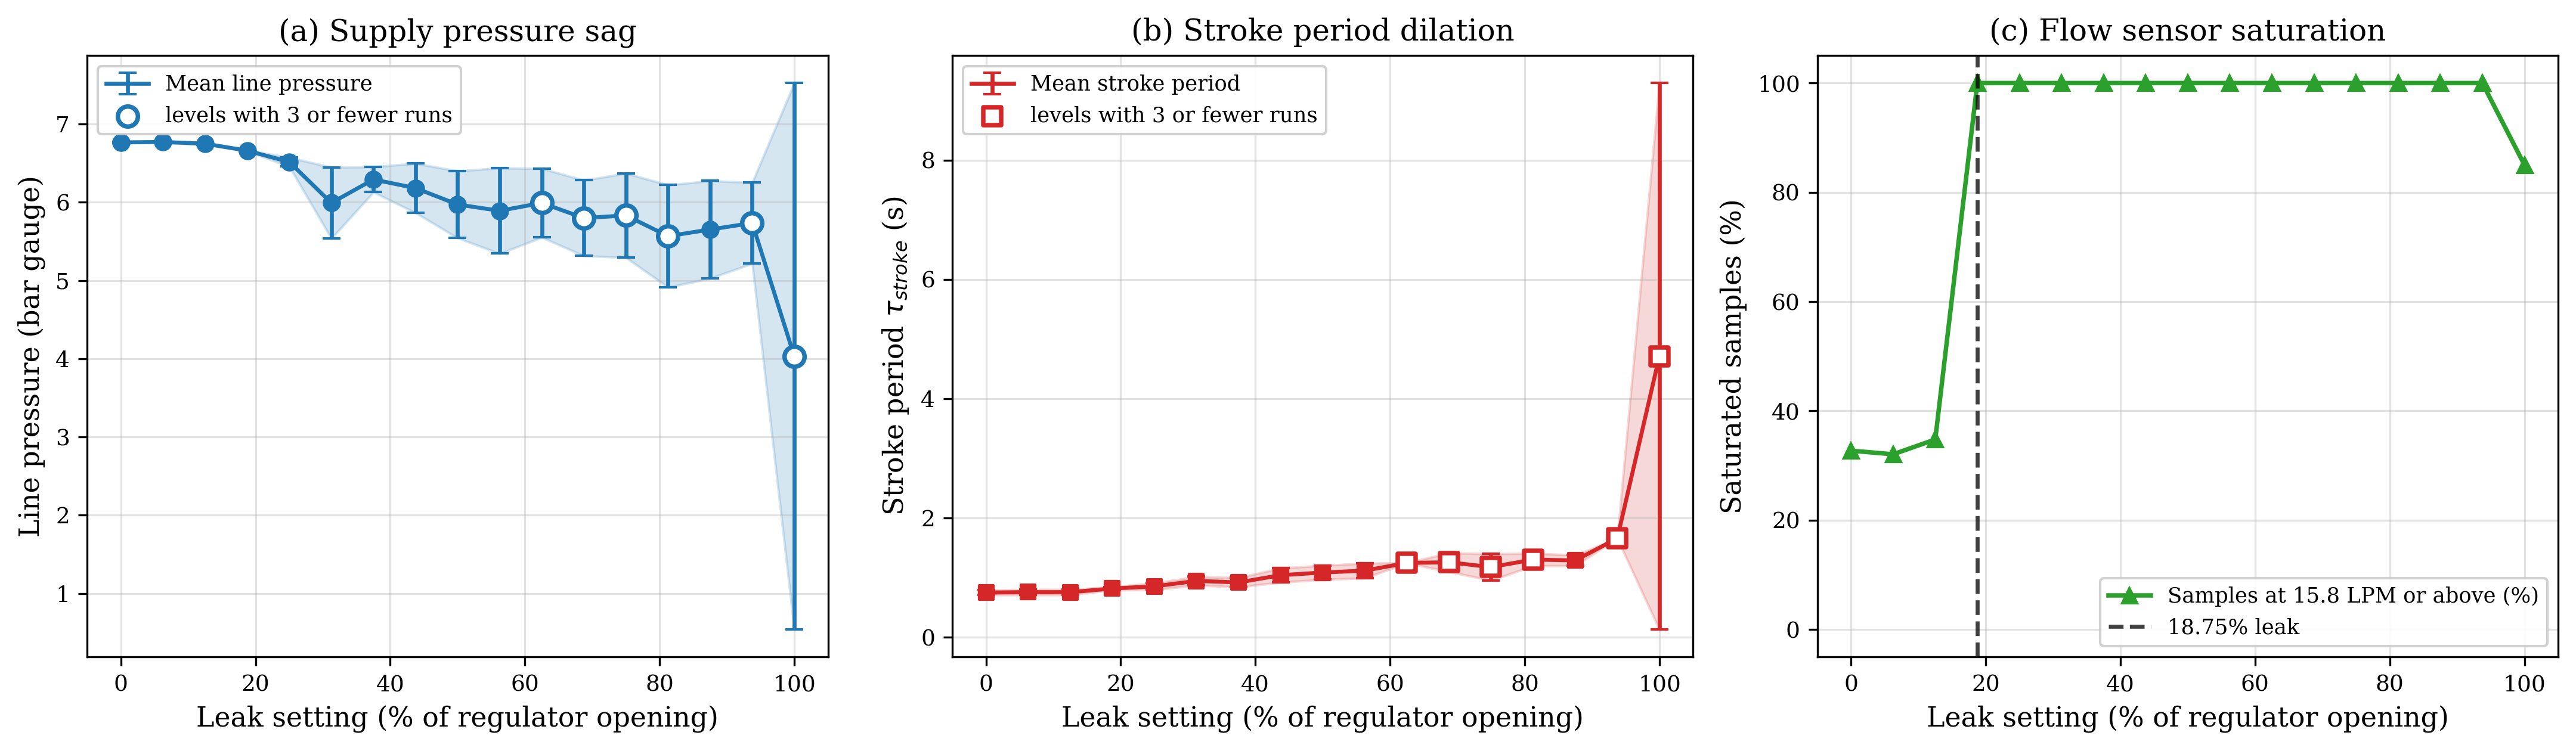 (a) Supply pressure sag
Mean line pressure
levels with 3 or fewer runs
Line pressure (bar gauge)
7
6
5
4
3
2
1
0
20
40
60
80
100
Leak setting (% of regulator opening)
(b) Stroke period dilation
Mean stroke period
levels with 3 or fewer runs
Stroke period τstroke (s)
8
6
4
2
0
0
20
40
60
80
100
Leak setting (% of regulator opening)
(c) Flow sensor saturation
Saturated samples (%)
100
80
60
40
20
0
Samples at 15.8 LPM or above (%)
18.75% leak
0
20
40
60
80
100
Leak setting (% of regulator opening)